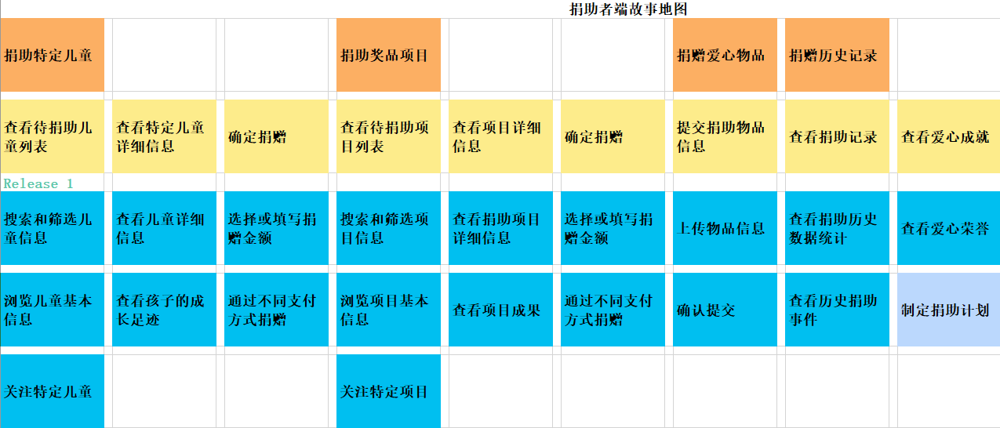 捐助者端故事地图
捐助特定儿童
捐助奖品项目
捐赠爱心物品
捐赠历史记录
查看待捐助儿
童列表
查看特定儿童
详细信息
确定捐赠
查看待捐助项
目列表
查看项目详细
信息
确定捐赠
提交捐助物品
信息
查看捐助记录
查看爱心成就
Release 1
搜索和筛选儿
童信息
查看儿童详细
信息
选择或填写捐
赠金额
搜索和筛选项
目信息
查看捐助项目
详细信息
选择或填写捐
赠金额
上传物品信息
查看捐助历史
数据统计
查看爱心荣誉
浏览儿童基本
信息
查看孩子的成
长足迹
通过不同支付
方式捐赠
浏览项目基本
信息
查看项目成果
通过不同支付
方式捐赠
确认提交
查看历史捐助
事件
制定捐助计划
关注特定儿童
关注特定项目